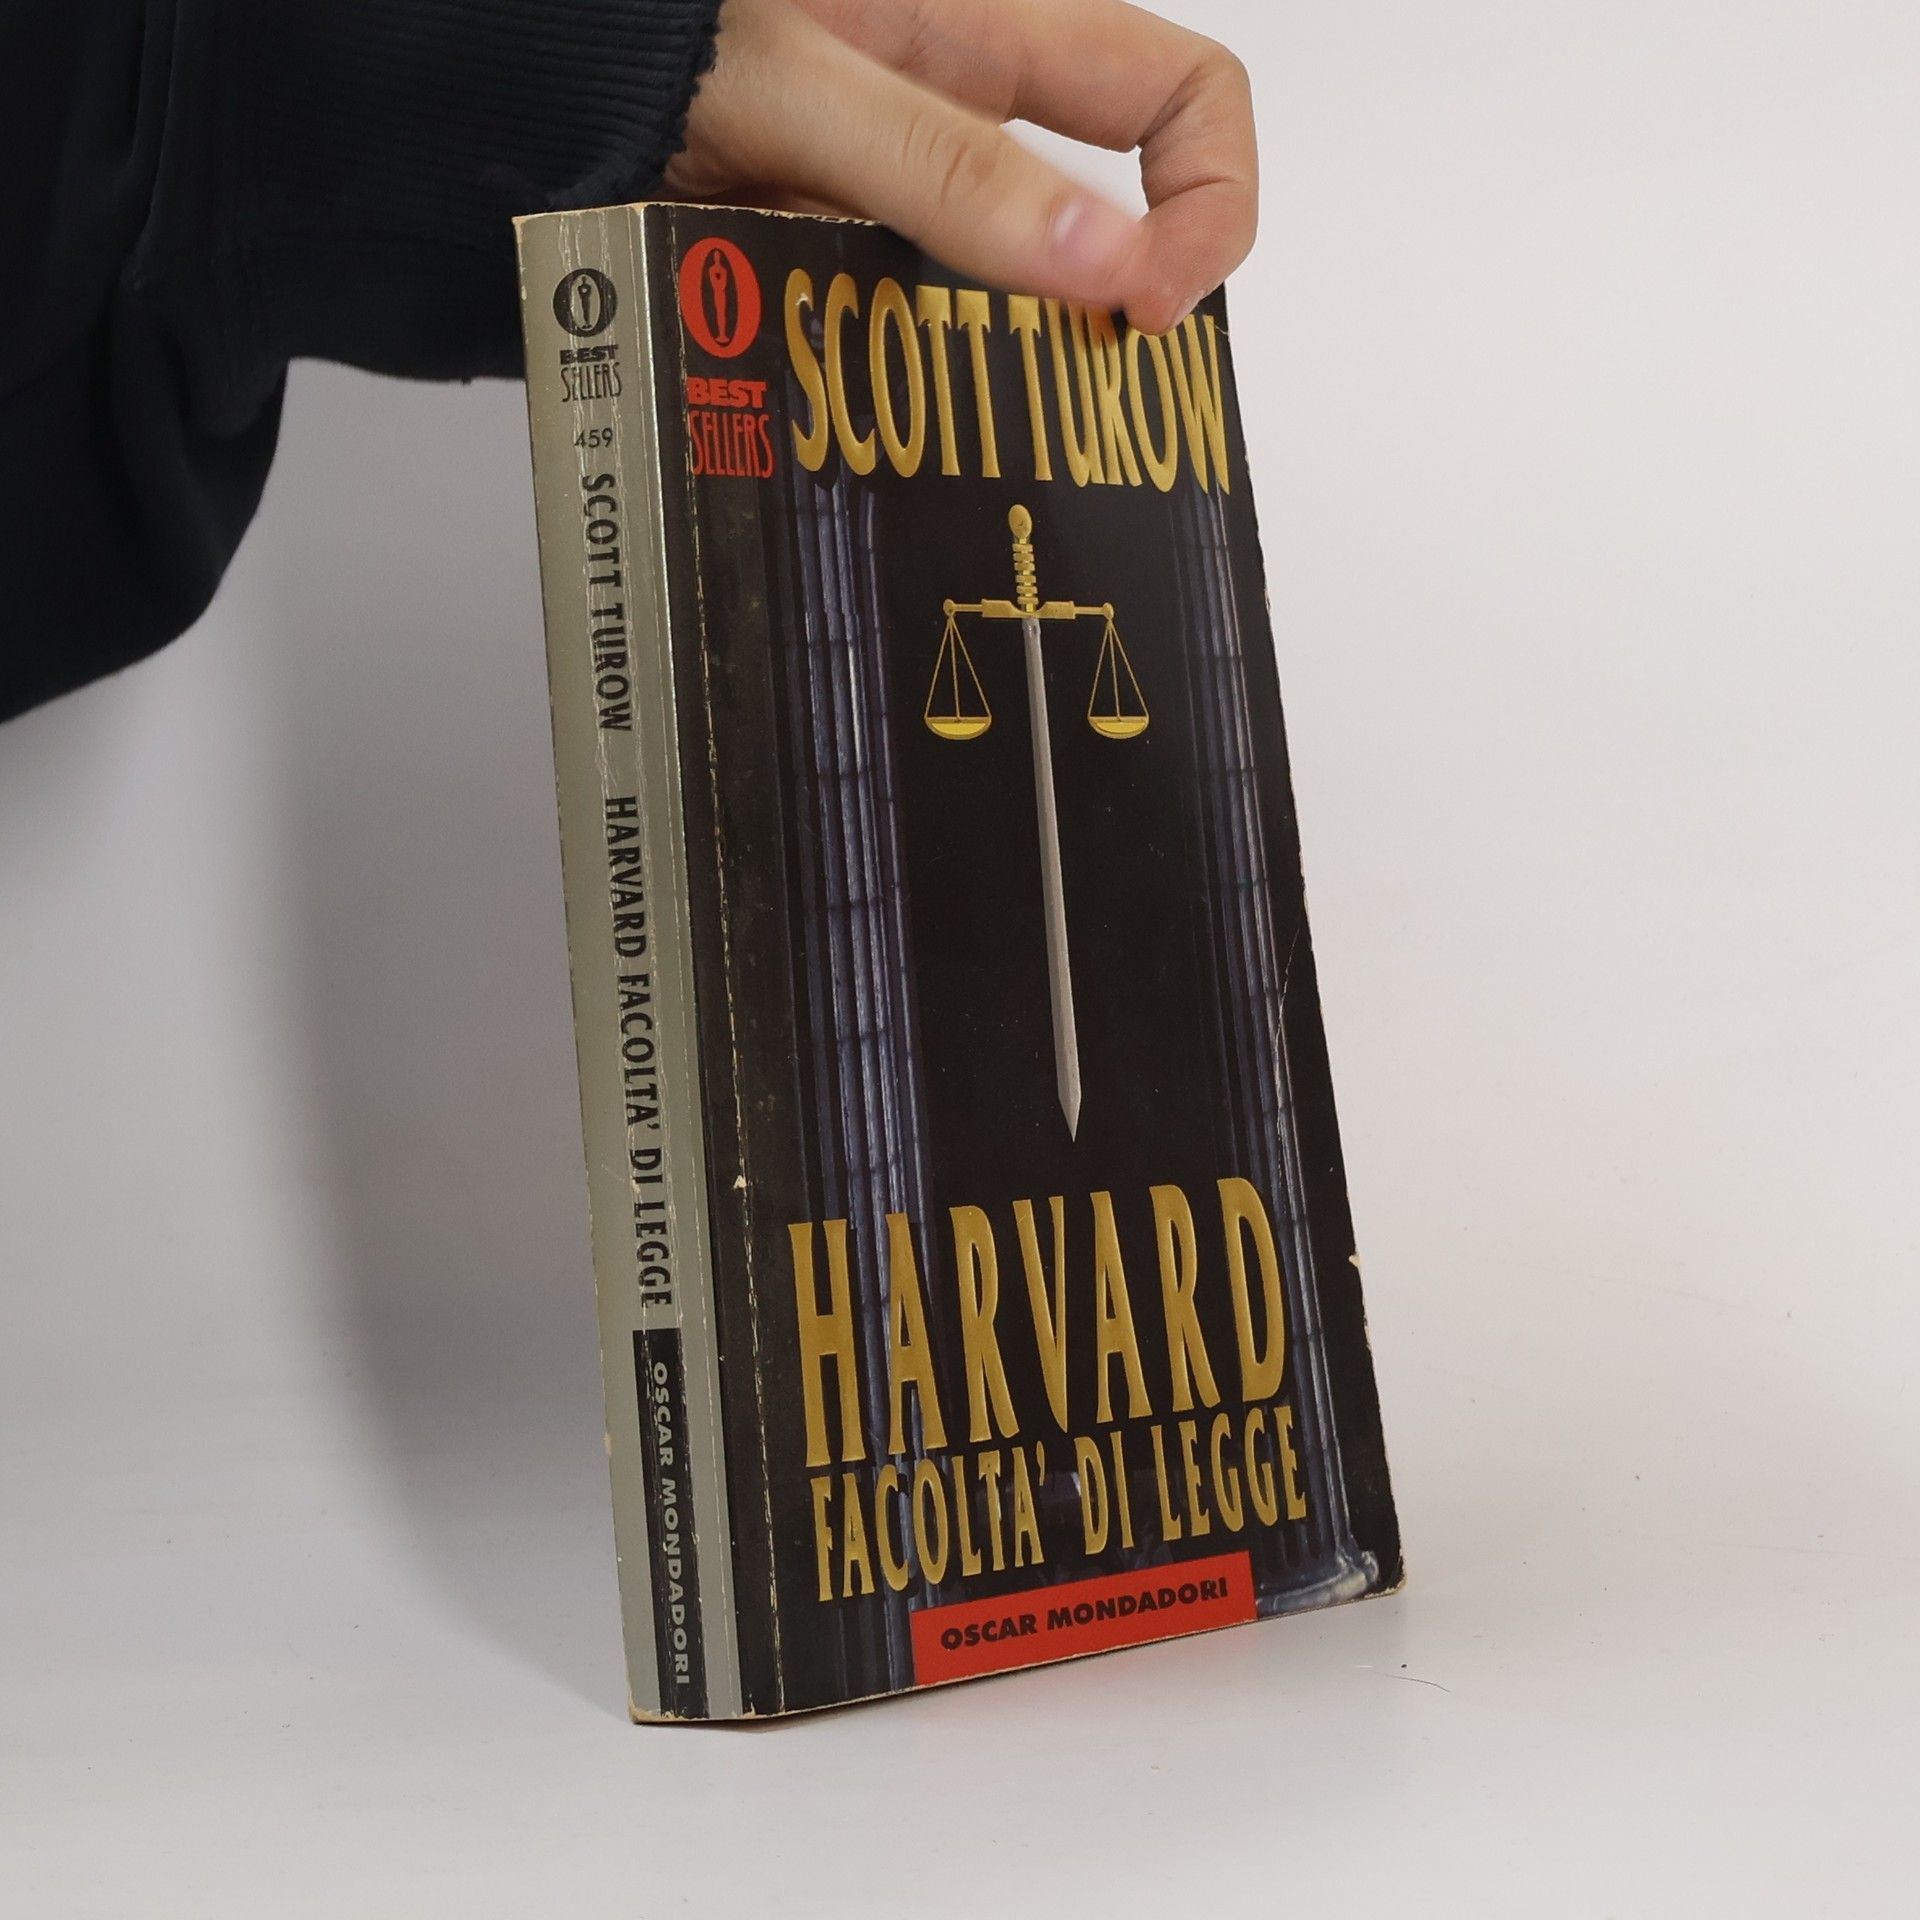 BEST
SELLERS
459
SCOTT TUROW
HARVARD FACOLTA' DI LEGGE
OSCAR MONDADORI
BEST
SELLERS
SCOTT TUROW
HARVARD
FACOLTA' DI LEGGE
OSCAR MONDADORI